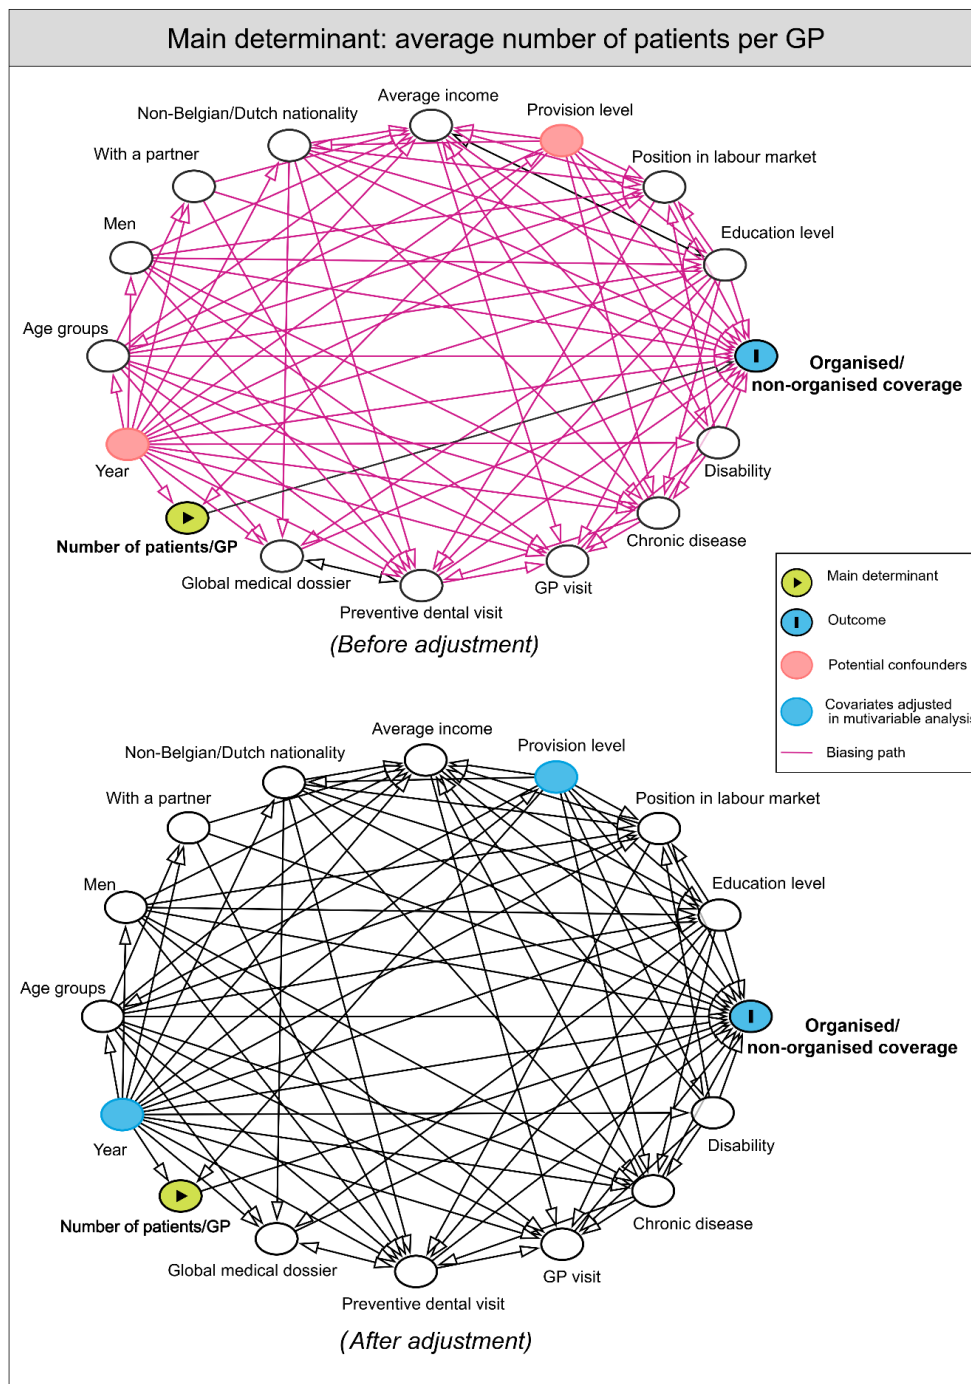 Main determinant: average number of patients per GP
Average income
Provision level
Non-Belgian/Dutch nationality
With a partner
Position in labour market
Men
Education level
Age groups
Organised/
non-organised coverage
Year
Disability
Number of patients/GP
Chronic disease
Global medical dossier
GP visit
Preventive dental visit
(Before adjustment)
Main determinant
Outcome
Potential confounders
Covariates adjusted
in mutivariable analysis
Biasing path
Average income
Provision level
Non-Belgian/Dutch nationality
With a partner
Position in labour market
Men
Education level
Age groups
Organised/
non-organised coverage
Year
Disability
Number of patients/GP
Chronic disease
Global medical dossier
GP visit
Preventive dental visit
(After adjustment)